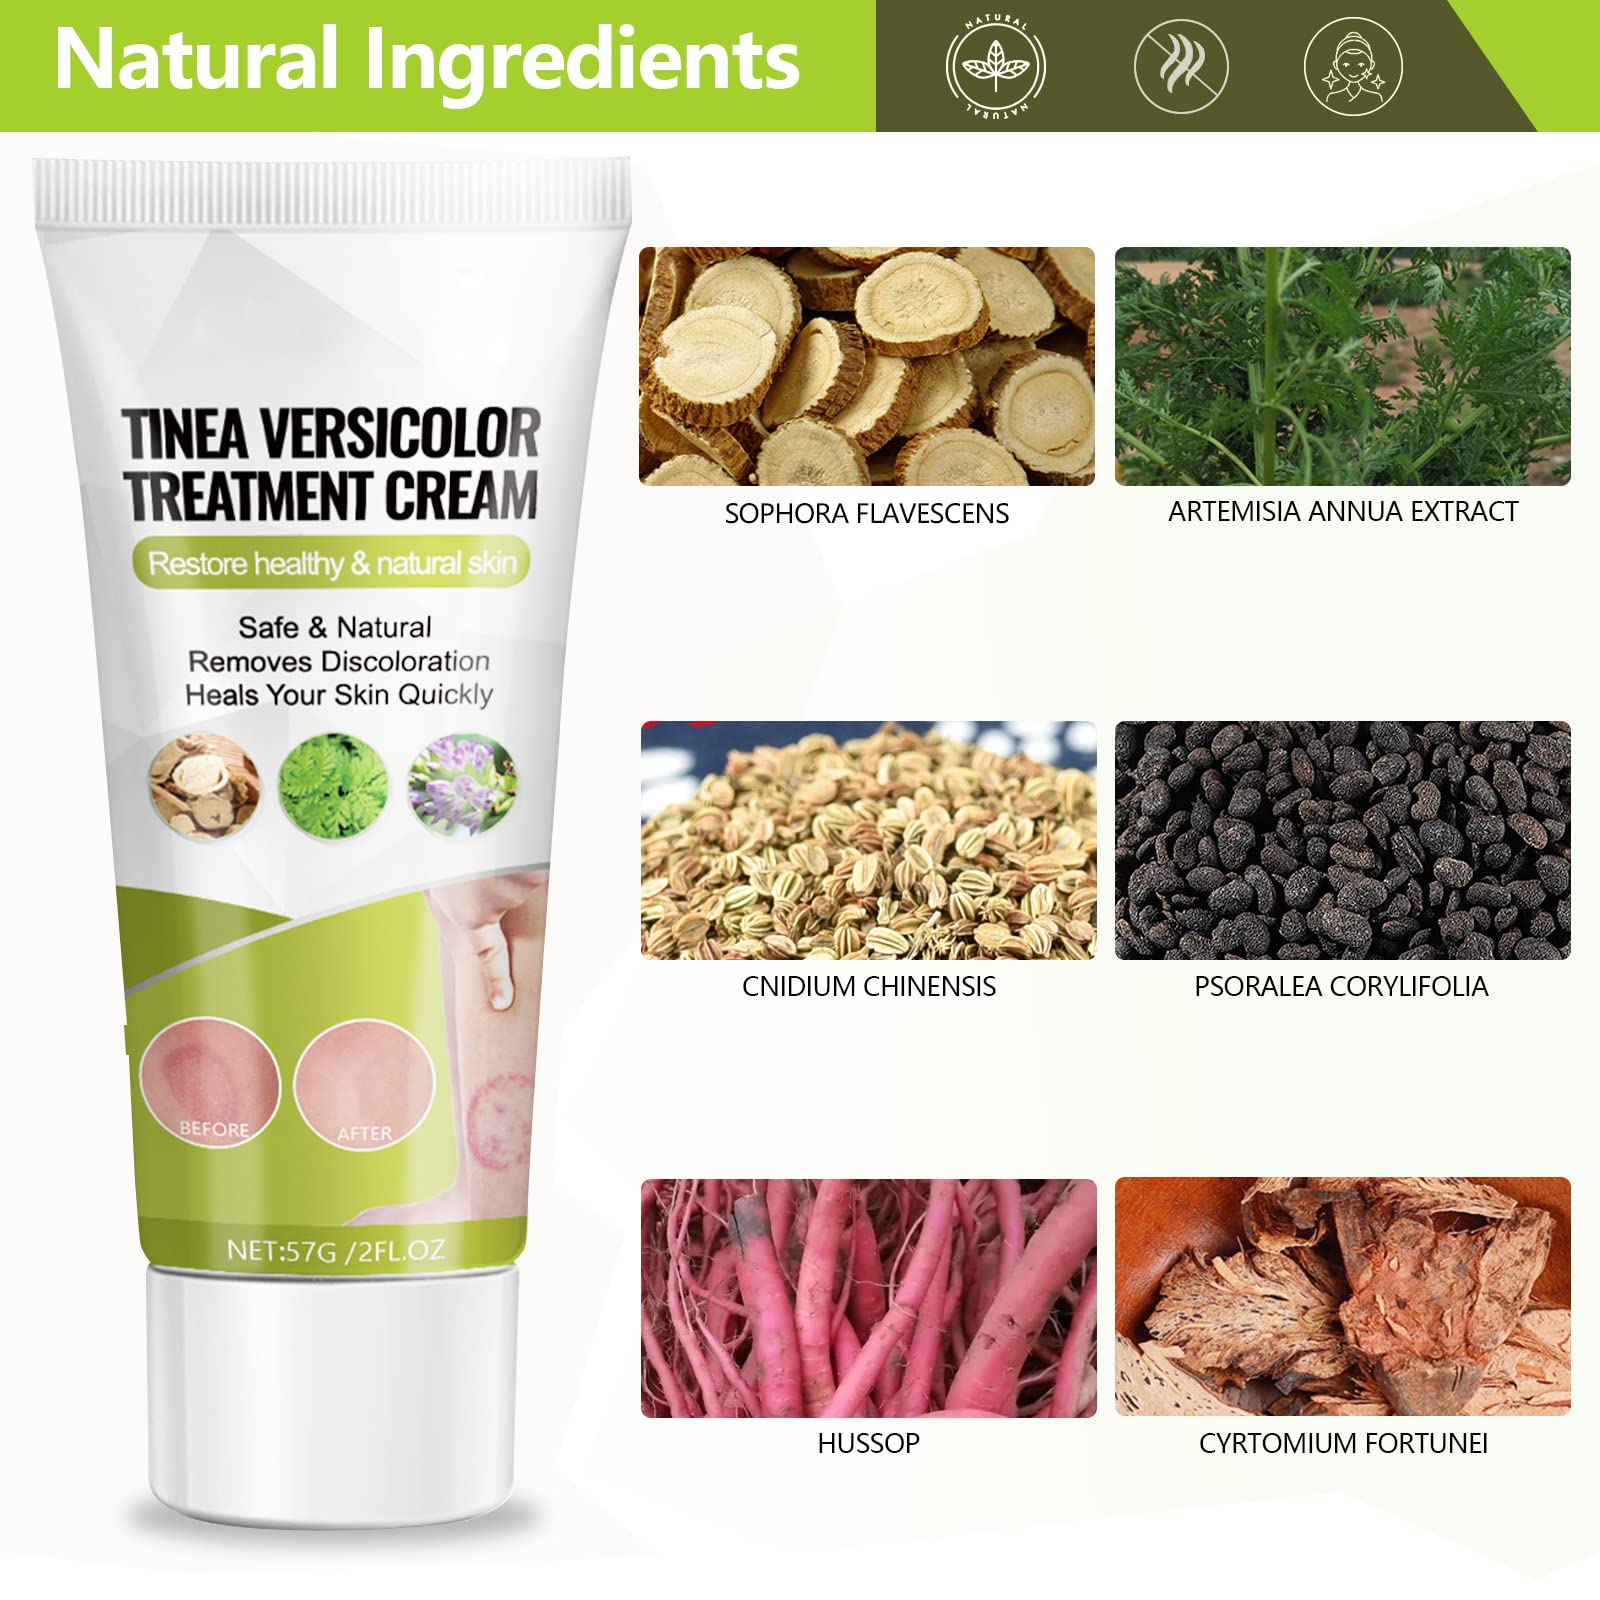 Natural Ingredients
NATURAL
NATURAL
TINEA VERSICOLOR
TREATMENT CREAM
Restore healthy & natural skin
Safe & Natural
Removes Discoloration
Heals Your Skin Quickly
BEFORE
AFTER
NET:57G /2FL.OZ
SOPHORA FLAVESCENS
ARTEMISIA ANNUA EXTRACT
CNIDIUM CHINENSIS
PSORALEA CORYLIFOLIA
HUSSOP
CYRTOMIUM FORTUNEI